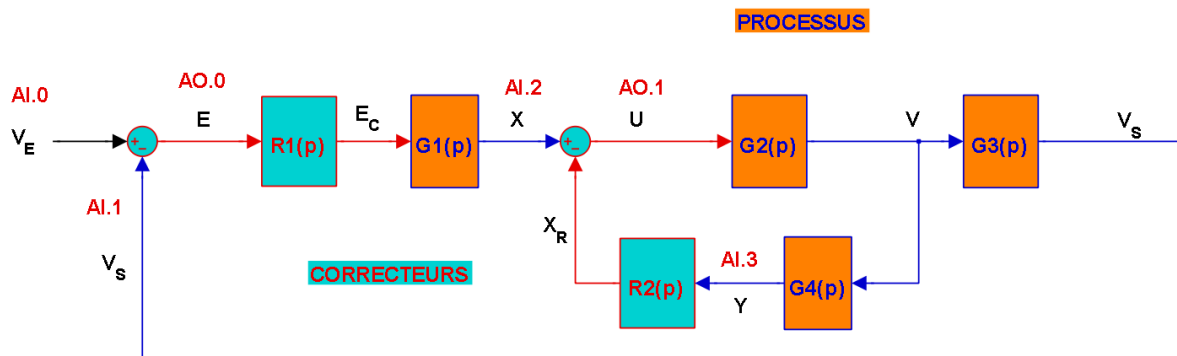 PROCESSUS
AI.0
AO.0
AI.2
AO.1
V_E
+
−
E
R1(p)
E_C
G1(p)
X
+
−
U
G2(p)
V
G3(p)
V_S
AI.1
V_S
CORRECTEURS
X_R
R2(p)
AI.3
Y
G4(p)